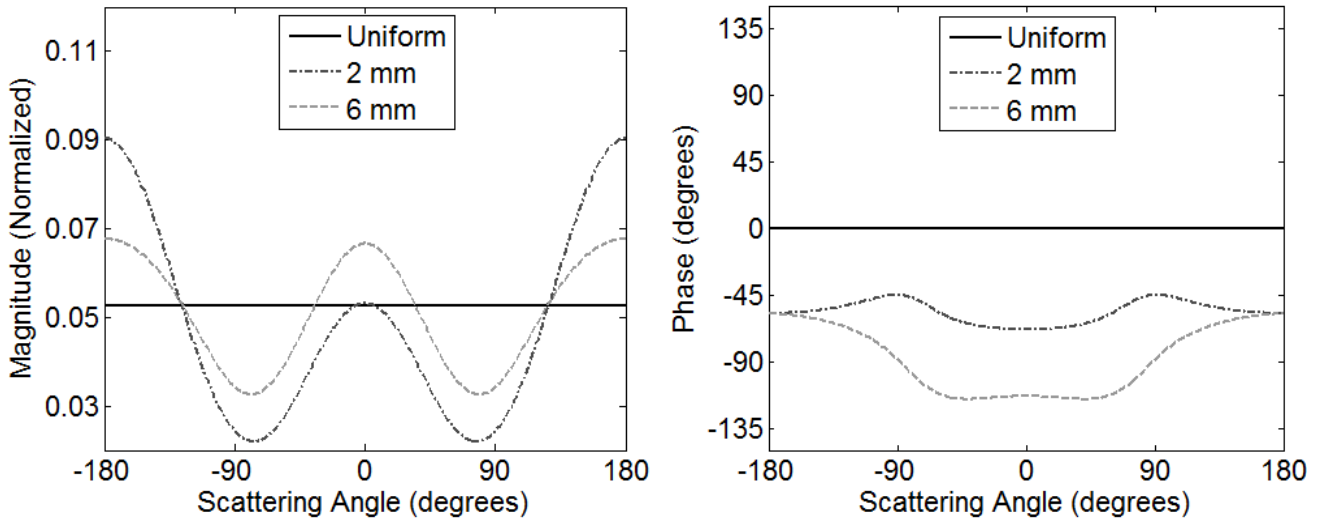 Magnitude (Normalized)
0.11
0.09
0.07
0.05
0.03
Uniform
2 mm
6 mm
-180
-90
0
90
180
Scattering Angle (degrees)
Phase (degrees)
135
90
45
0
-45
-90
-135
Uniform
2 mm
6 mm
-180
-90
0
90
180
Scattering Angle (degrees)